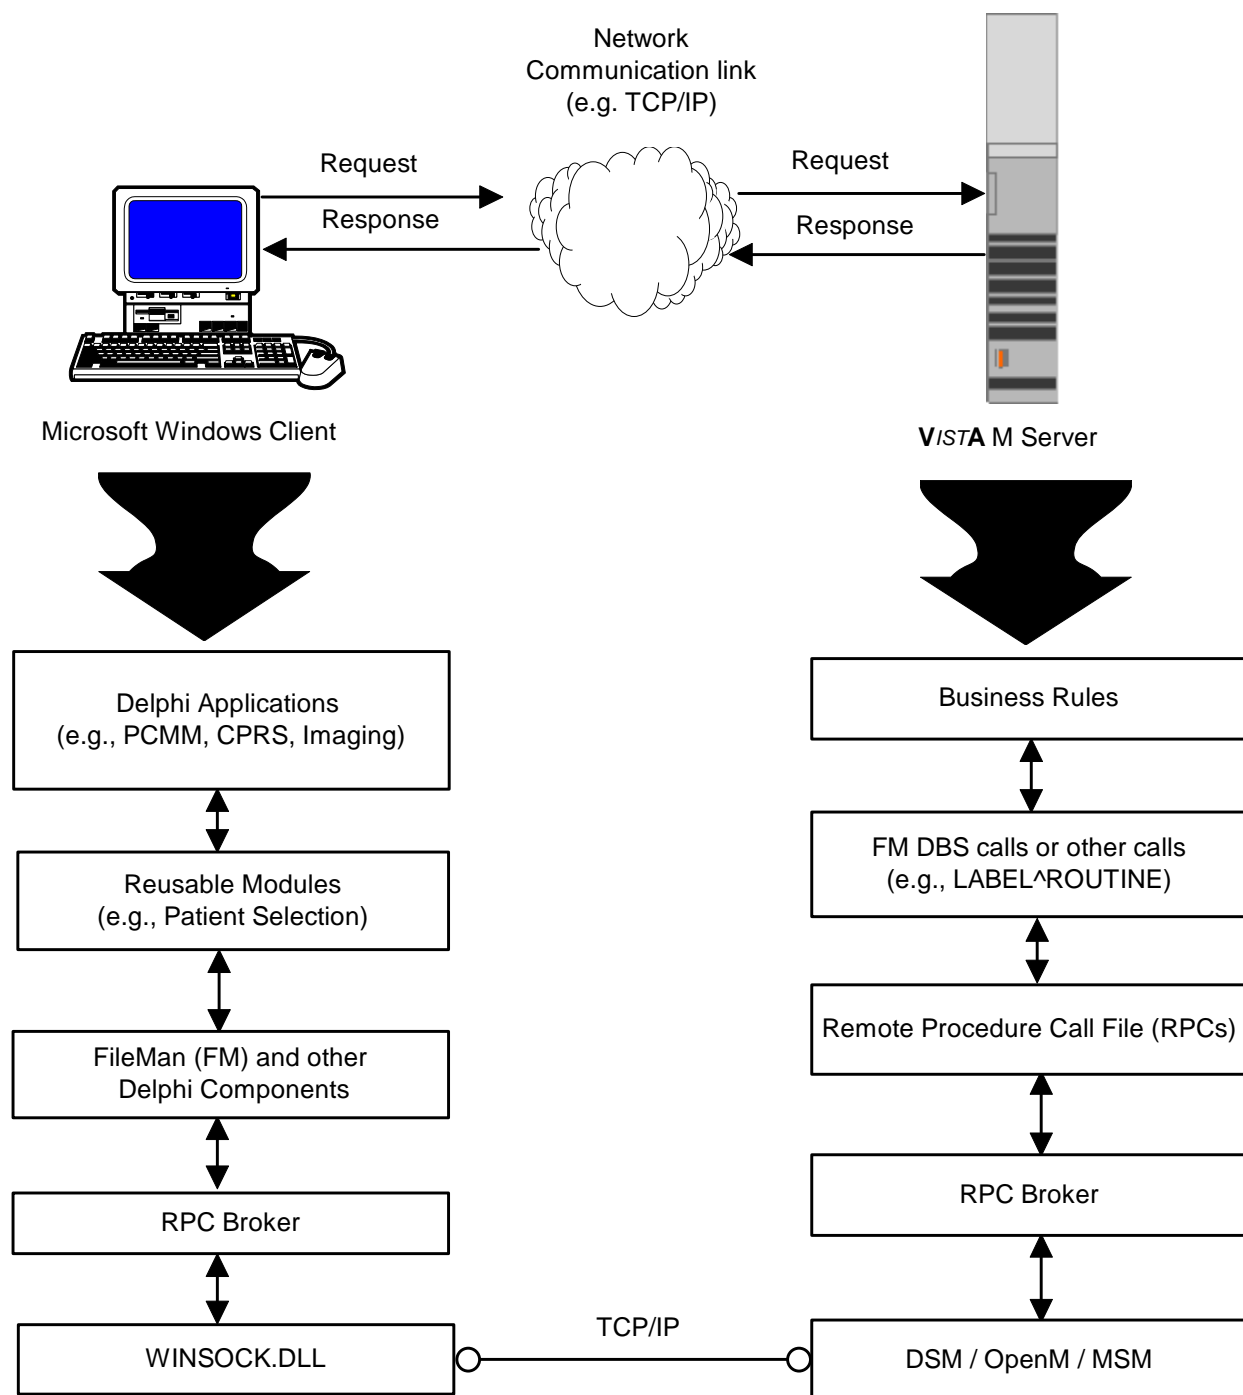 Network
Communication link
(e.g. TCP/IP)
Request
Response
Request
Response
Microsoft Windows Client
VISTA M Server
Delphi Applications
(e.g., PCMM, CPRS, Imaging)
Reusable Modules
(e.g., Patient Selection)
FileMan (FM) and other
Delphi Components
RPC Broker
WINSOCK.DLL
TCP/IP
Business Rules
FM DBS calls or other calls
(e.g., LABEL^ROUTINE)
Remote Procedure Call File (RPCs)
RPC Broker
DSM / OpenM / MSM